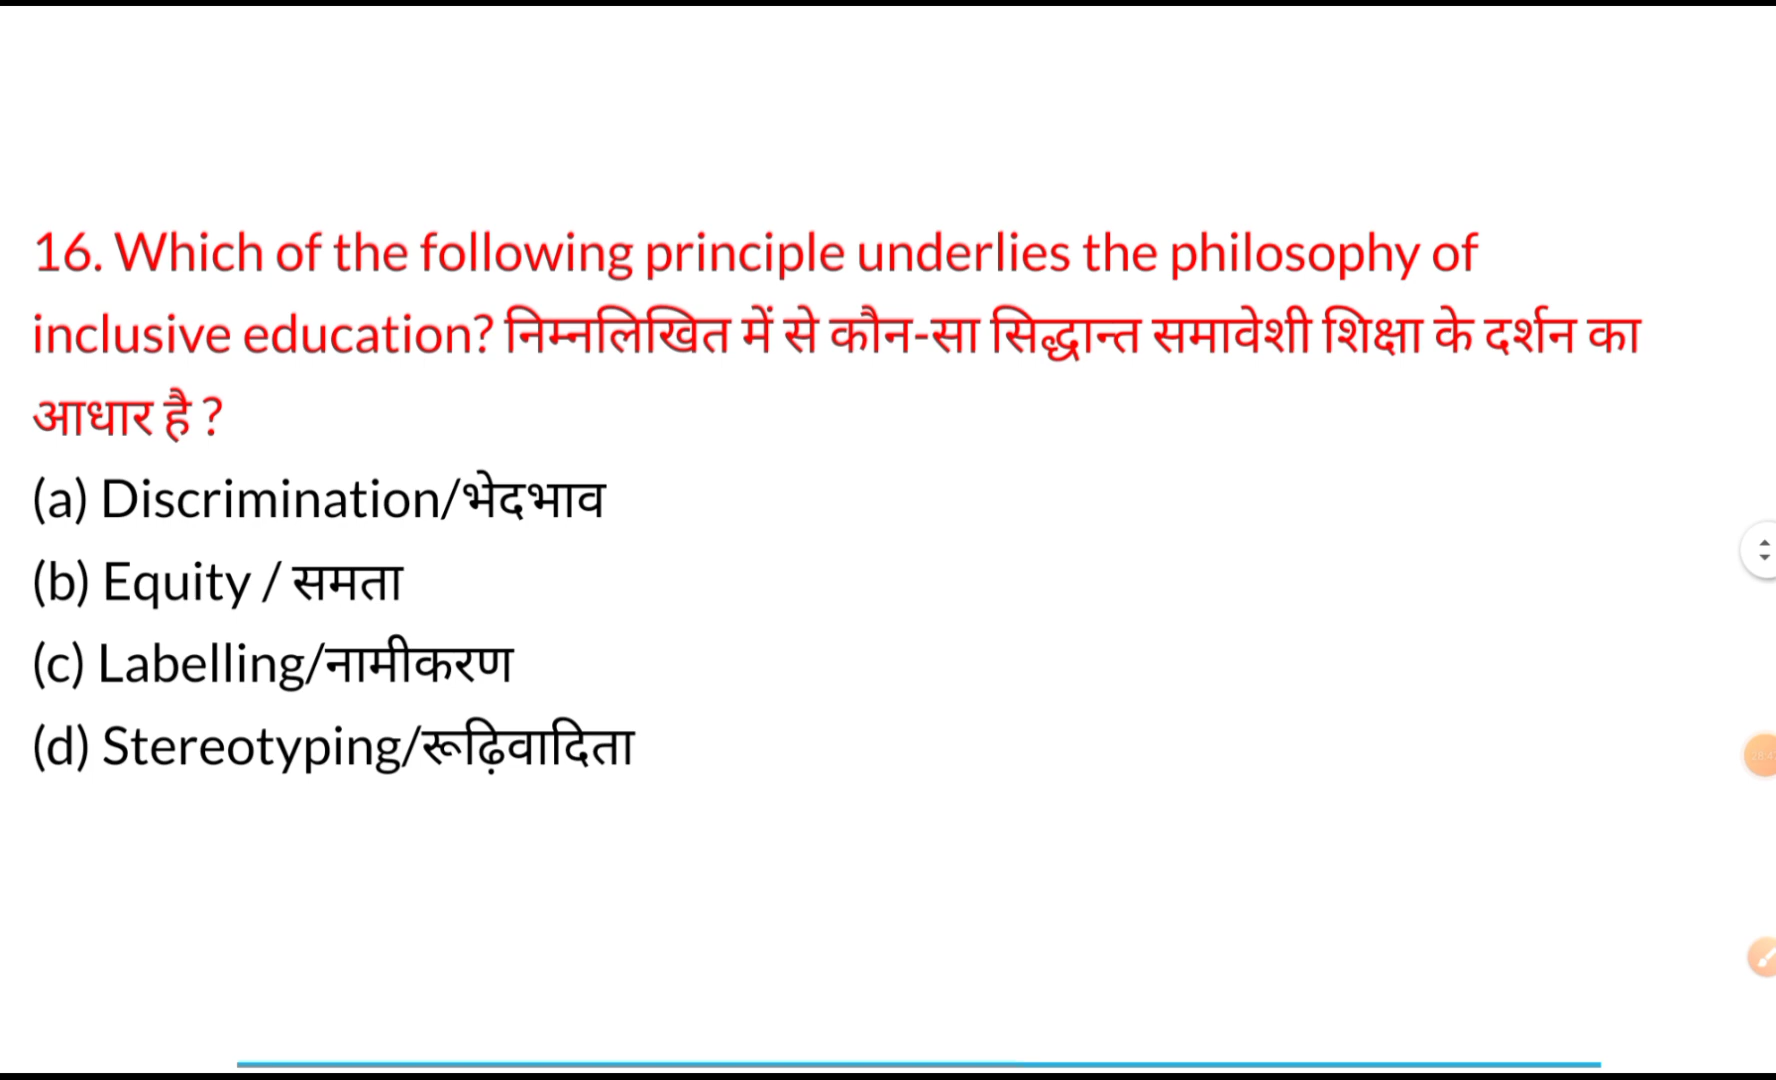 16. Which of the following principle underlies the philosophy of
inclusive education? निम्नलिखित में से कौन-सा सिद्धान्त समावेशी शिक्षा के दर्शन का
आधार है ?
(a) Discrimination/भेदभाव
(b) Equity / समता
(c) Labelling/नामीकरण
(d) Stereotyping/रूढ़िवादिता